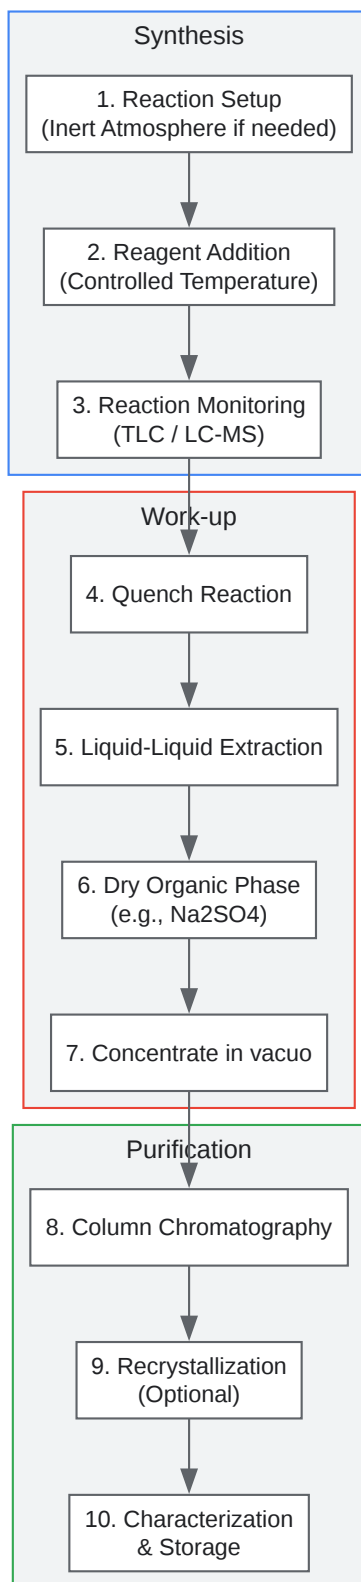 Synthesis
1. Reaction Setup
(Inert Atmosphere if needed)
2. Reagent Addition
(Controlled Temperature)
3. Reaction Monitoring
(TLC / LC-MS)
Work-up
4. Quench Reaction
5. Liquid-Liquid Extraction
6. Dry Organic Phase
(e.g., Na2SO4)
7. Concentrate in vacuo
Purification
8. Column Chromatography
9. Recrystallization
(Optional)
10. Characterization
& Storage